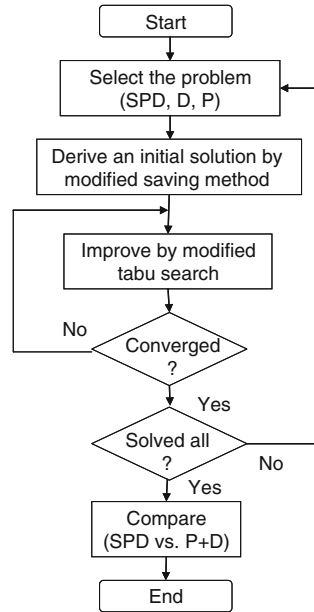 Start
Select the problem
(SPD, D, P)
Derive an initial solution by
modified saving method
Improve by modified
tabu search
No
Converged
?
Yes
Solved all
?
No
Yes
Compare
(SPD vs. P+D)
End